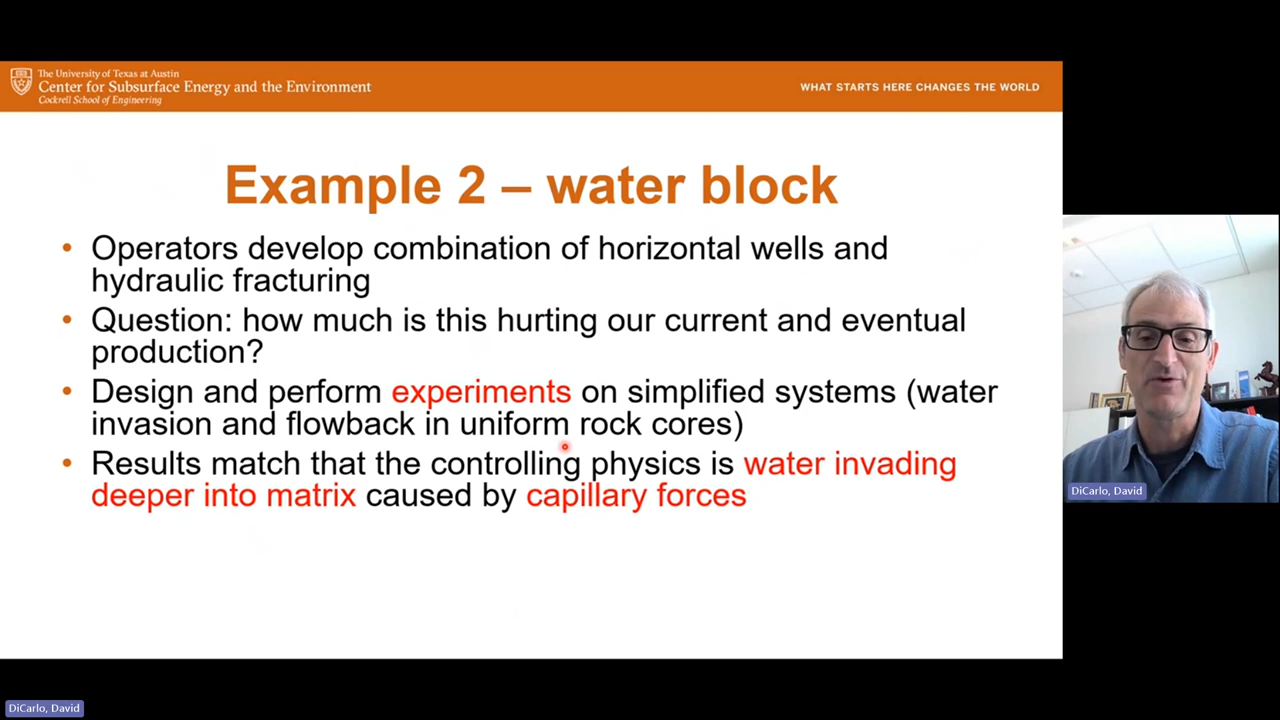 The University of Texas at Austin
Center for Subsurface Energy and the Environment
Cockrell School of Engineering
WHAT STARTS HERE CHANGES THE WORLD
Example 2 – water block
• Operators develop combination of horizontal wells and
hydraulic fracturing
• Question: how much is this hurting our current and eventual
production?
• Design and perform experiments on simplified systems (water
invasion and flowback in uniform rock cores)
• Results match that the controlling physics is water invading
deeper into matrix caused by capillary forces
DiCarlo, David
DiCarlo, David